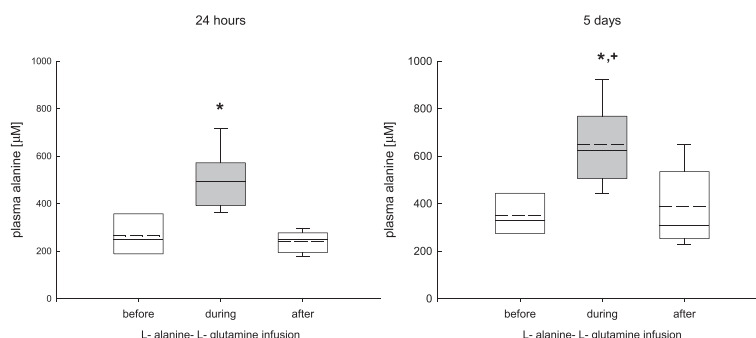 24 hours
1000
800
600
400
200
0
plasma alanine [µM]
*
before during after
L- alanine- L- glutamine infusion
5 days
1000
800
600
400
200
0
plasma alanine [µM]
*,+
before during after
L- alanine- L- glutamine infusion